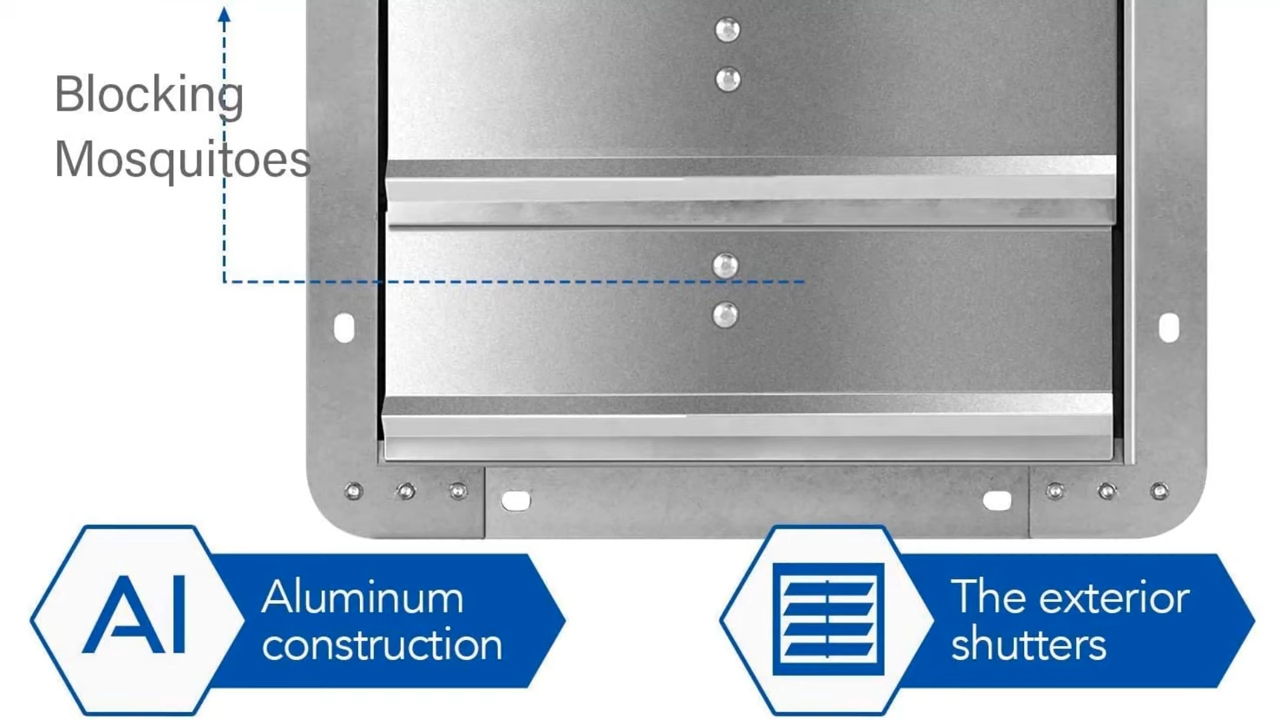 Blocking
Mosquitoes
Al
Aluminum
construction
The exterior
shutters